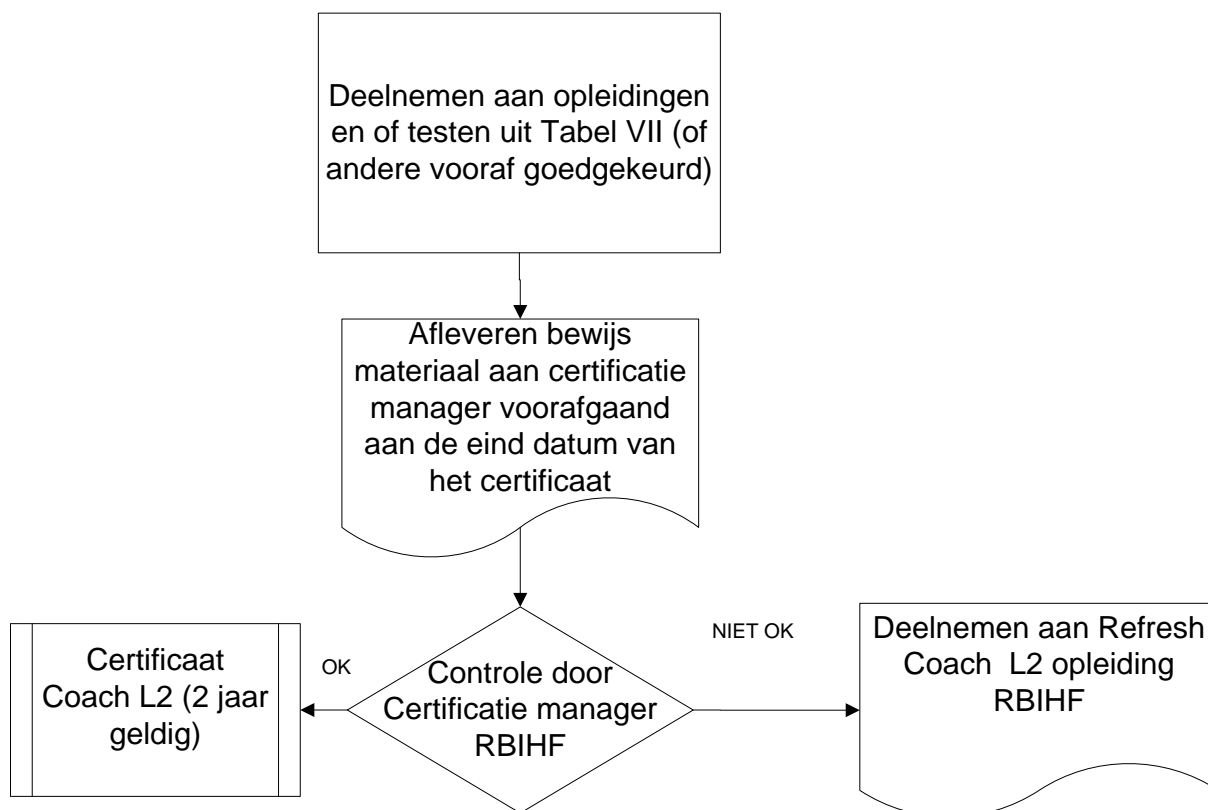 Deelnemen aan opleidingen
en of testen uit Tabel VII (of
andere vooraf goedgekeurd)
Afleveren bewijs
materiaal aan certificatie
manager voorafgaand
aan de eind datum van
het certificaat
Certificaat
Coach L2 (2 jaar
geldig)
OK
Controle door
Certificatie manager
RBIHF
NIET OK
Deelnemen aan Refresh
Coach L2 opleiding
RBIHF